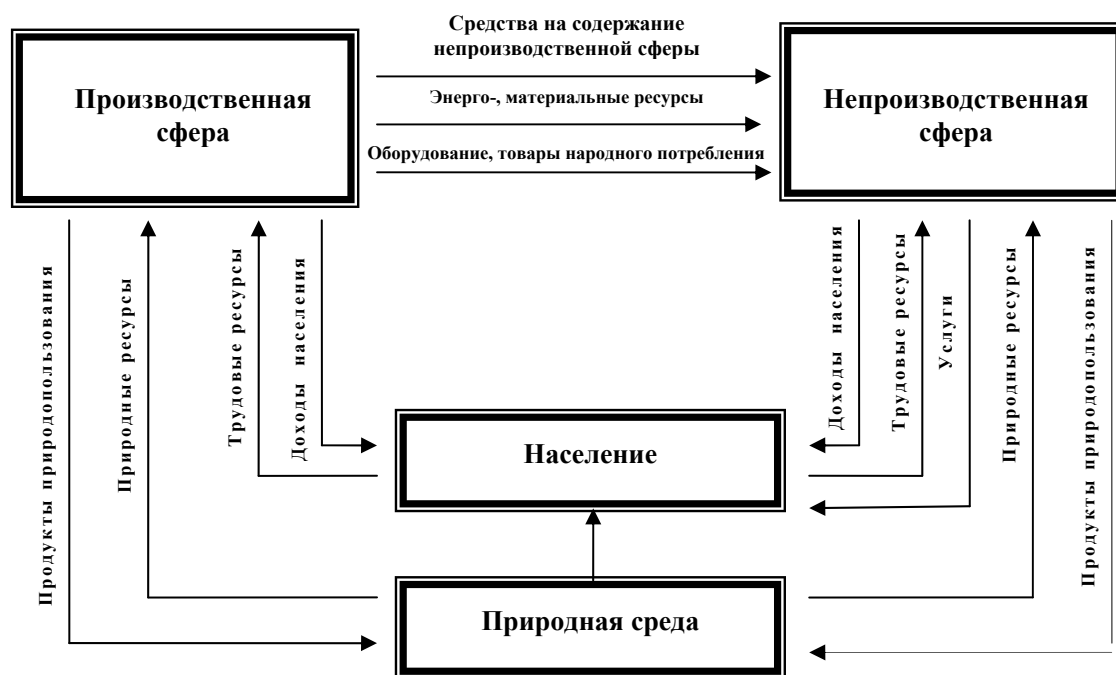 Средства на содержание
непроизводственной сферы
Производственная
сфера
Энерго-, материальные ресурсы
Непроизводственная
сфера
Оборудование, товары народного потребления
Продукты природопользования
Природные ресурсы
Трудовые ресурсы
Доходы населения
Доходы населения
Трудовые ресурсы
Услуги
Природные ресурсы
Продукты природопользования
Население
Природная среда